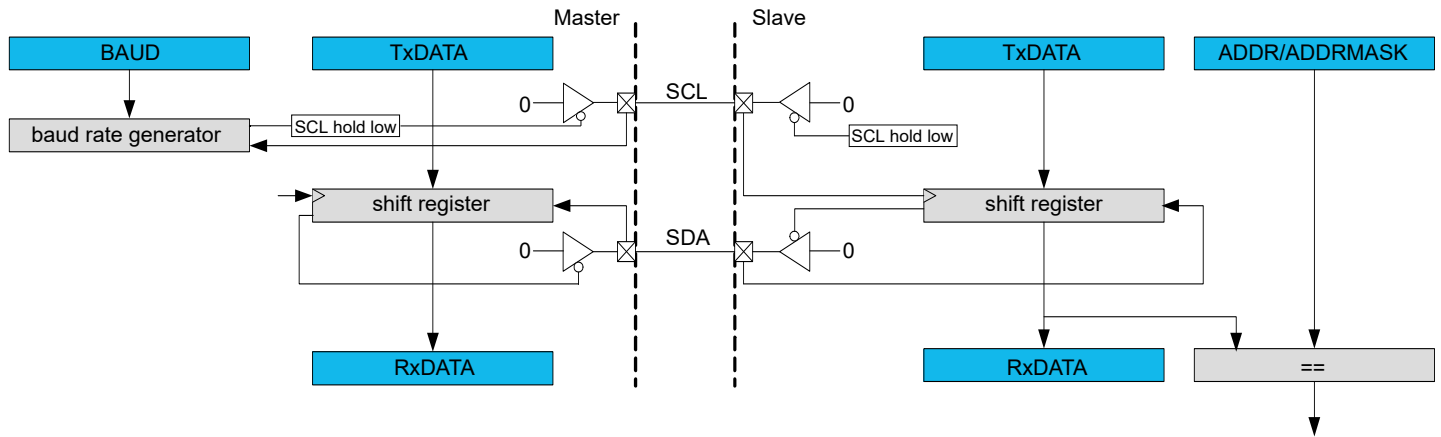 Master
Slave
BAUD
TxDATA
TxDATA
ADDR/ADDRMASK
SCL
0
0
baud rate generator
SCL hold low
SCL hold low
shift register
shift register
SDA
0
0
RxDATA
RxDATA
==